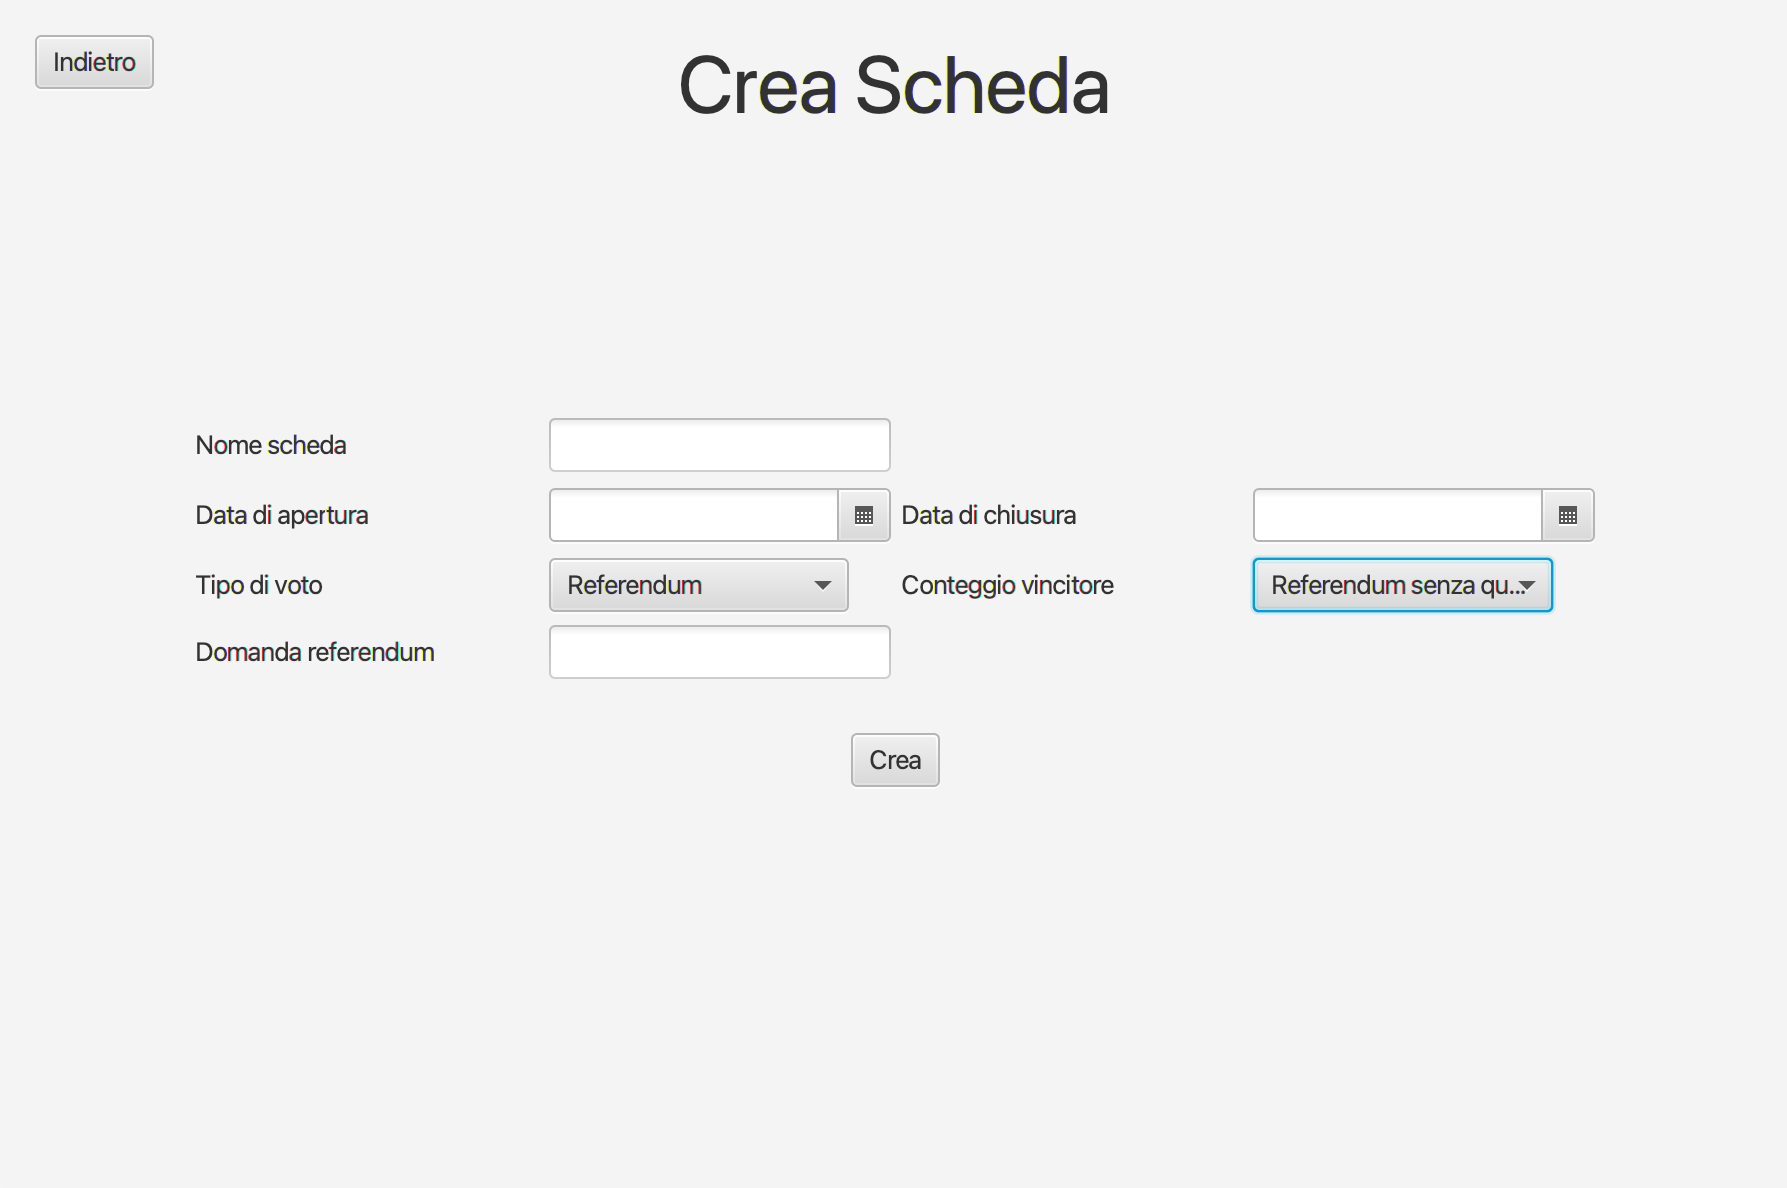 Indietro
Crea Scheda
Nome scheda
Data di apertura
Data di chiusura
Tipo di voto
Referendum
Conteggio vincitore
Referendum senza qu...
Domanda referendum
Crea